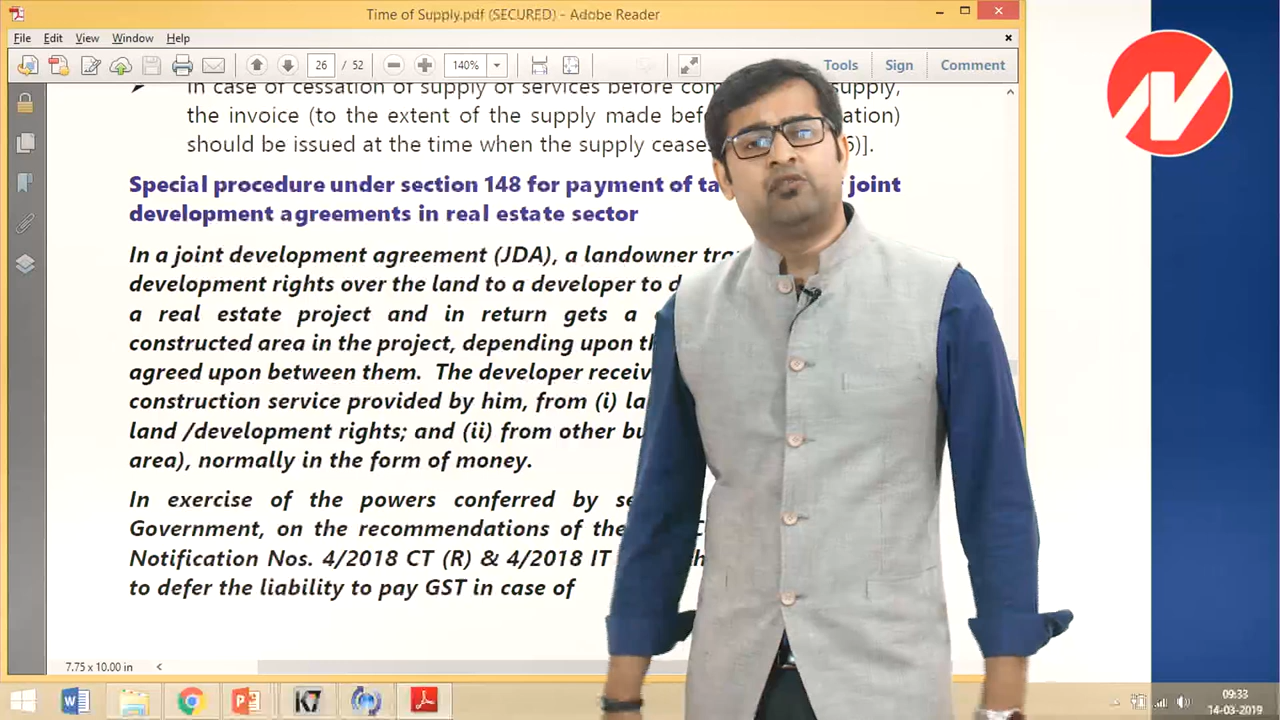 Time of Supply.pdf (SECURED) - Adobe Reader
File Edit View Window Help
26 / 52 140% Tools Sign Comment
In case of cessation of supply of services before supply,
the invoice (to the extent of the supply made
should be issued at the time when the supply
Special procedure under section 148 for payment of joint
development agreements in real estate sector
In a joint development agreement (JDA), a landowner
development rights over the land to a developer to
a real estate project and in return gets a
constructed area in the project, depending upon
agreed upon between them. The developer
construction service provided by him, from (i)
land /development rights; and (ii) from other
area), normally in the form of money.
In exercise of the powers conferred by
Government, on the recommendations of the
Notification Nos. 4/2018 CT (R) & 4/2018 IT
to defer the liability to pay GST in case of
7.75 x 10.00 in
09:33
14-03-2019